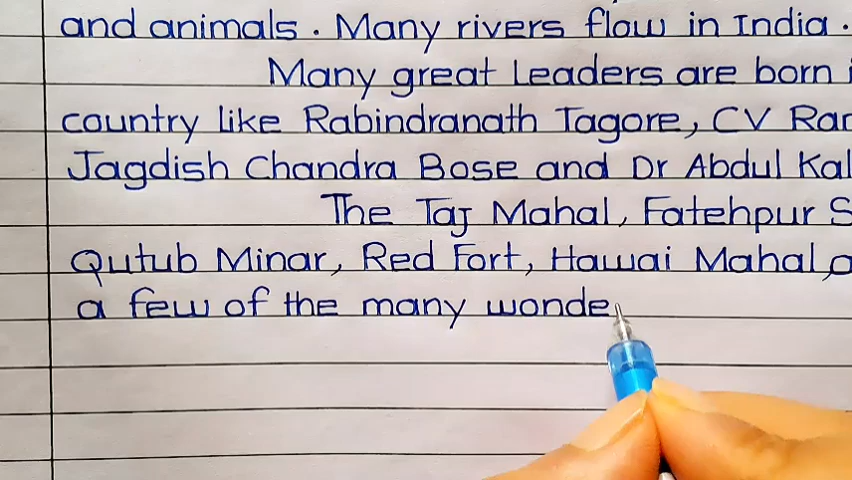 and animals. Many rivers flow in India.
Many great leaders are born
country like Rabindranath Tagore, CV
Jagdish Chandra Bose and Dr Abdul
The Taj Mahal, Fatehpur
Qutub Minar, Red Fort, Hawai Mahal,
a few of the many wonde